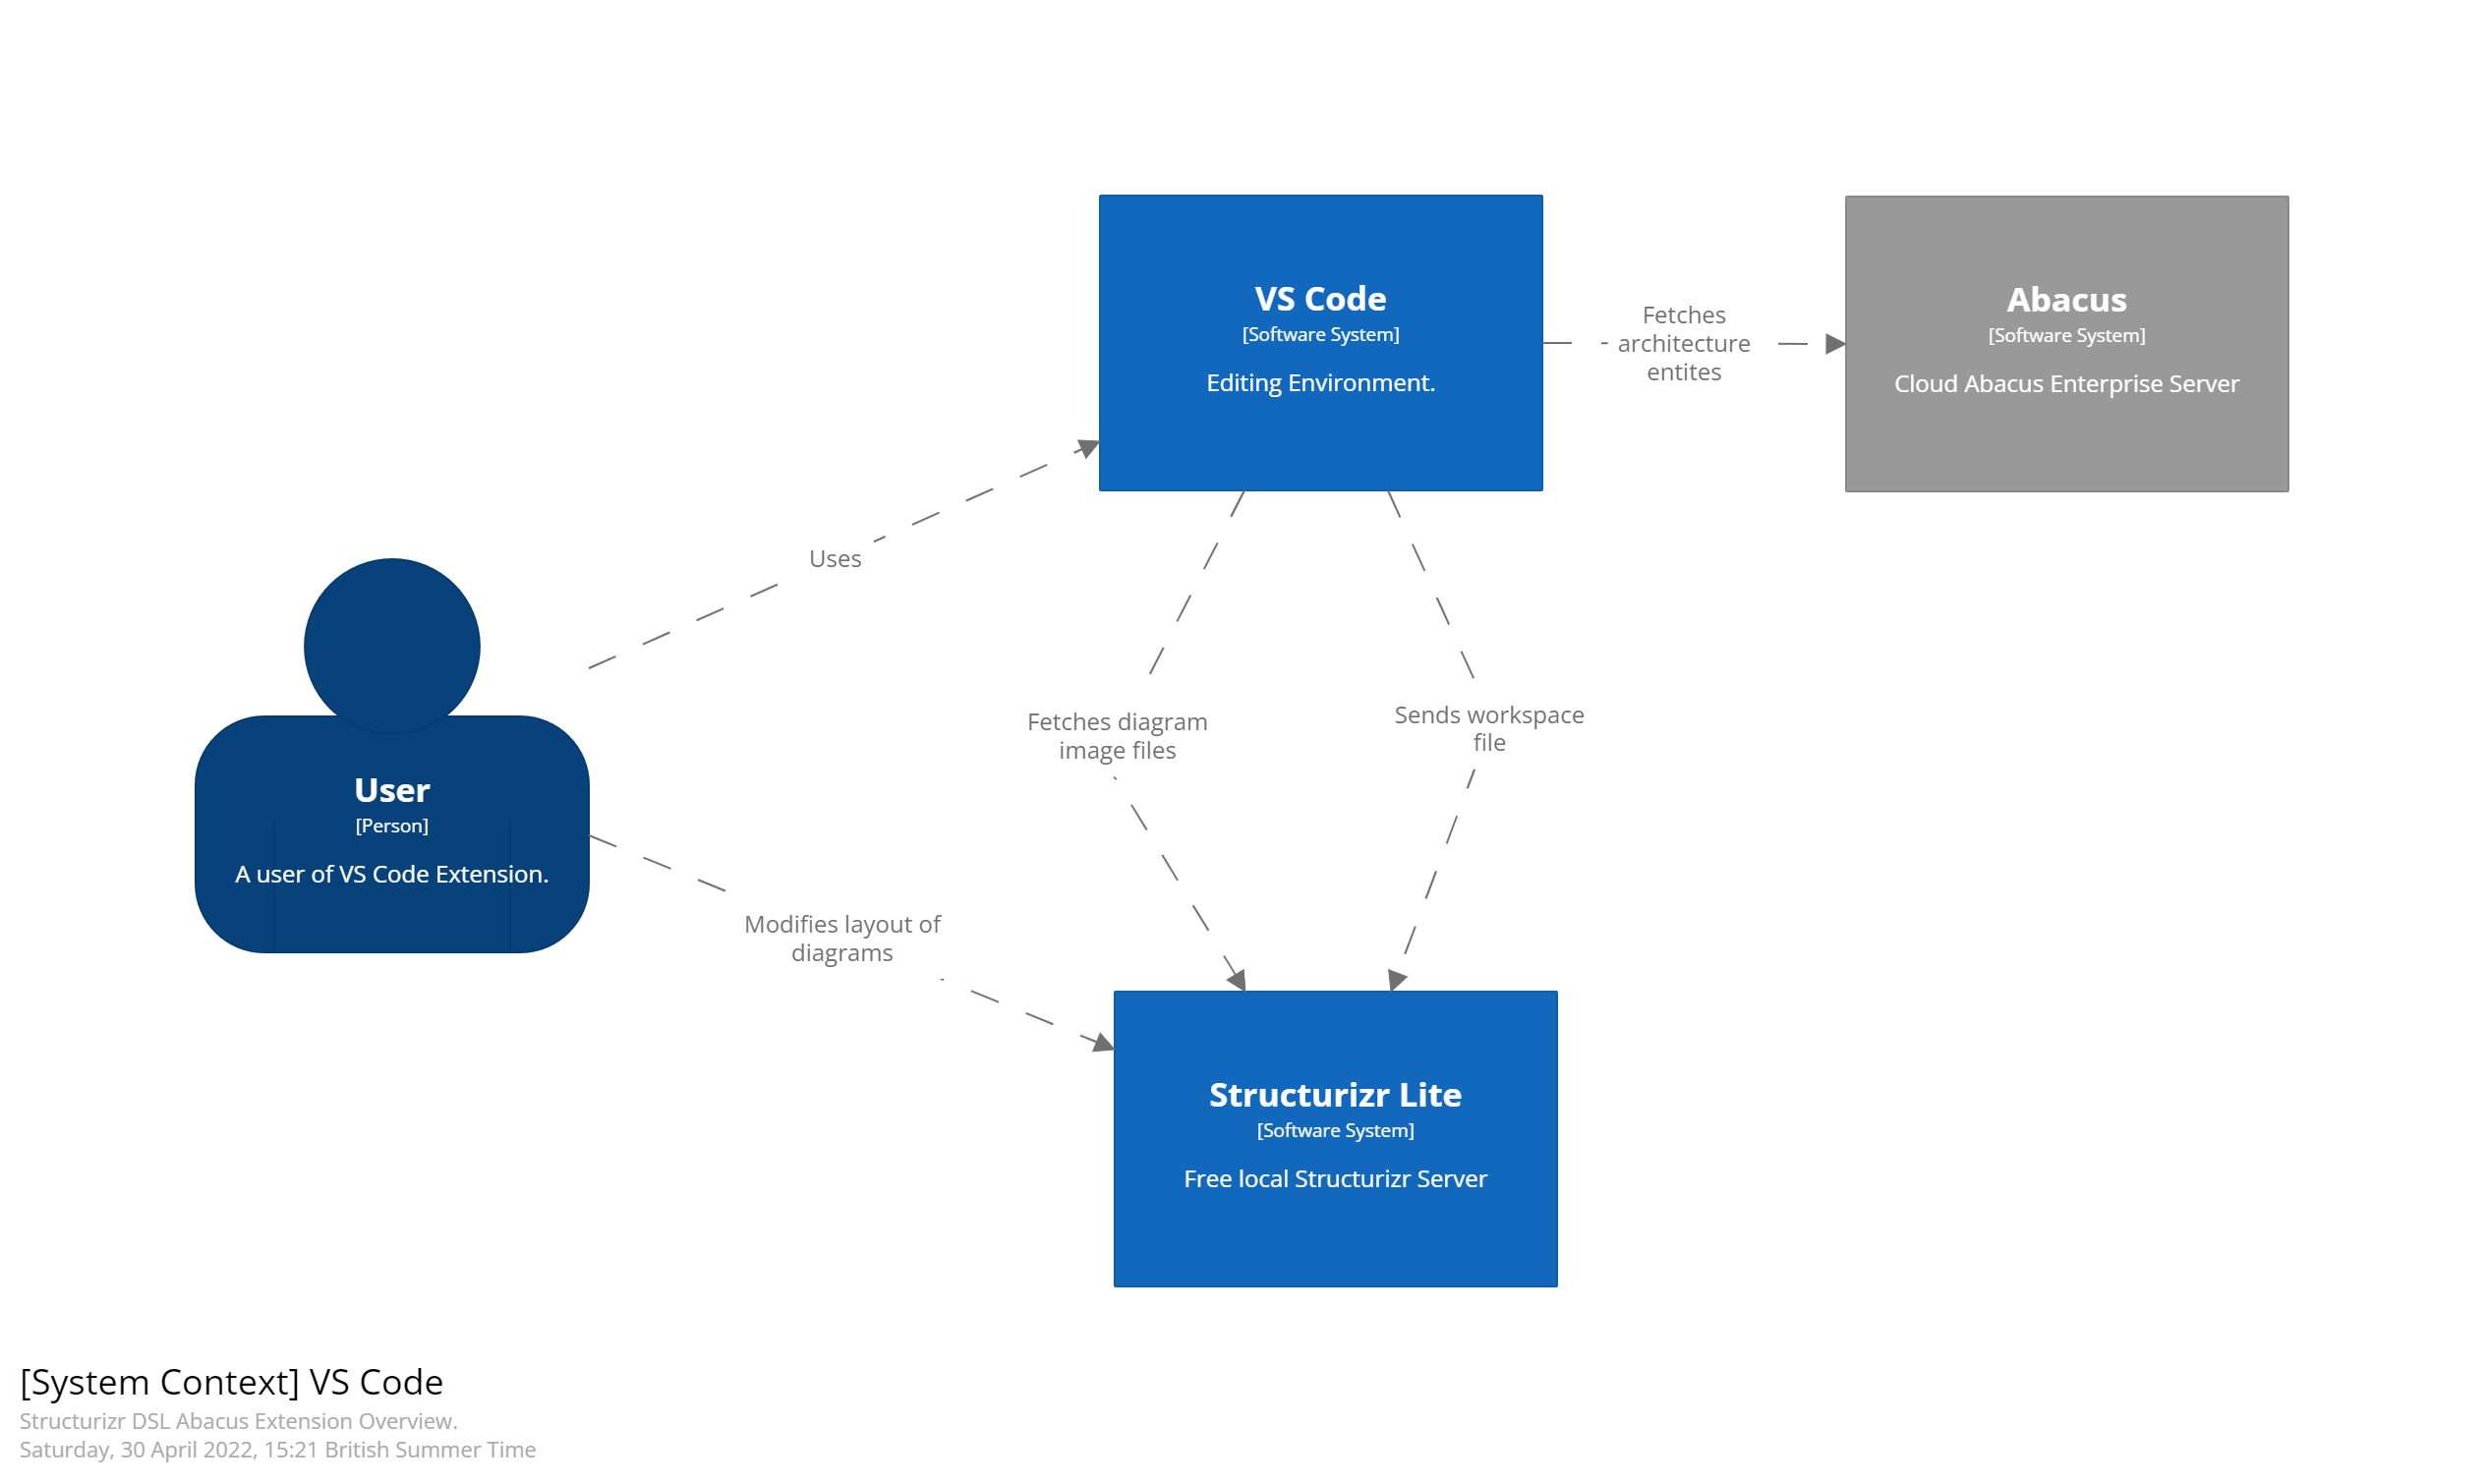 VS Code
[Software System]
Editing Environment.
Abacus
[Software System]
Cloud Abacus Enterprise Server
Fetches
architecture
entites
Uses
User
[Person]
A user of VS Code Extension.
Fetches diagram
image files
Sends workspace
file
Modifies layout of
diagrams
Structurizr Lite
[Software System]
Free local Structurizr Server
[System Context] VS Code
Structurizr DSL Abacus Extension Overview.
Saturday, 30 April 2022, 15:21 British Summer Time